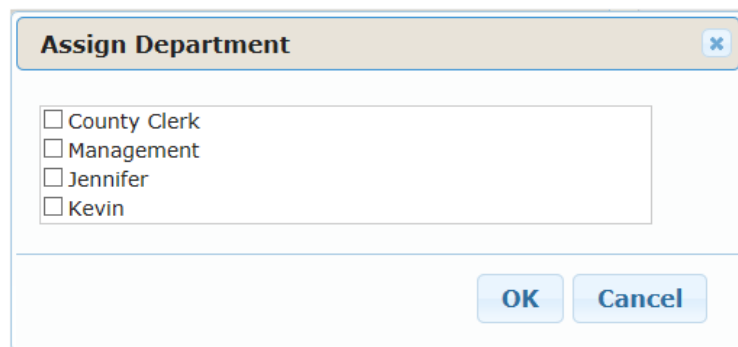 Assign Department
County Clerk
Management
Jennifer
Kevin
OK Cancel